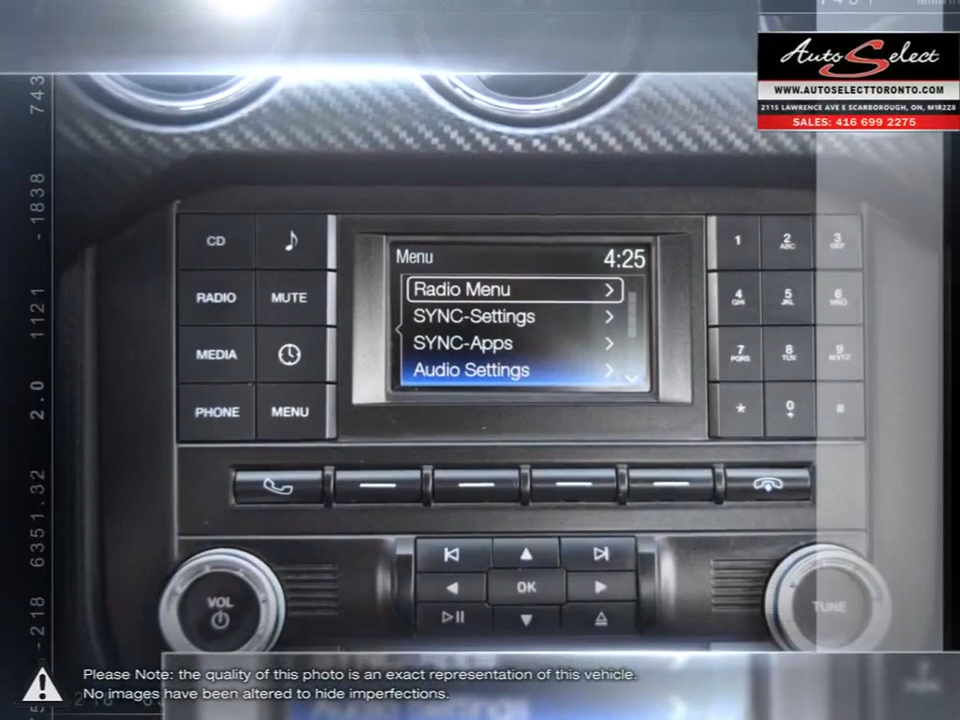 Auto Select
WWW.AUTOSELECTTORONTO.COM
2115 LAWRENCE AVE E SCARBOROUGH, ON, M1R2Z8
SALES: 416 699 2275
743
-1838
1121
2.0
6351.32
-218
CD
RADIO
MUTE
MEDIA
PHONE
MENU
Menu 4:25
Radio Menu
SYNC-Settings
SYNC-Apps
Audio Settings
1
2 ABC
3 DEF
4 GHI
5 JKL
6 MNO
7 PQRS
8 TUV
9 WXYZ
*
0 +
#
OK
VOL
TUNE
Please Note: the quality of this photo is an exact representation of this vehicle.
No images have been altered to hide imperfections.
Audio Settings